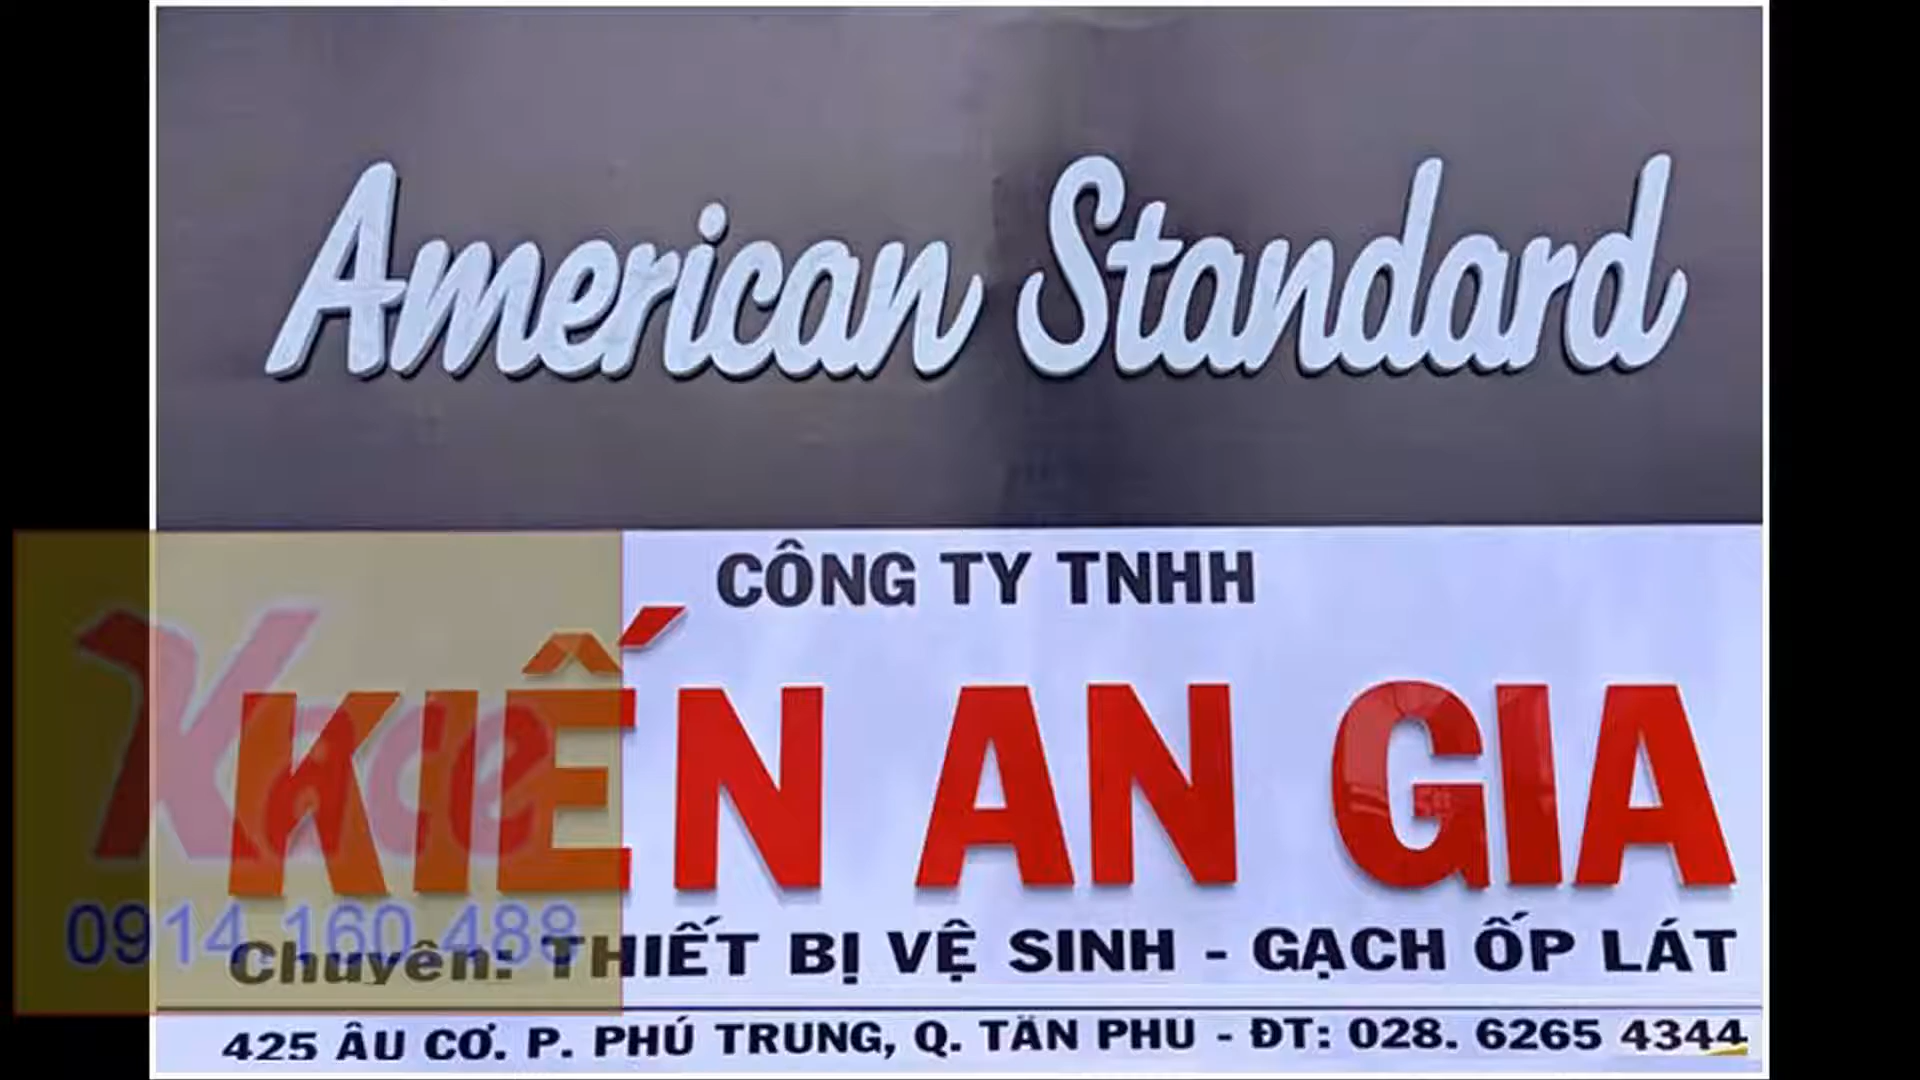 American Standard
CÔNG TY TNHH
KIẾN AN GIA
Kace
0914.160.488
Chuyên: THIẾT BỊ VỆ SINH - GẠCH ỐP LÁT
425 ÂU CƠ. P. PHÚ TRUNG, Q. TÂN PHÚ - ĐT: 028. 6265 4344